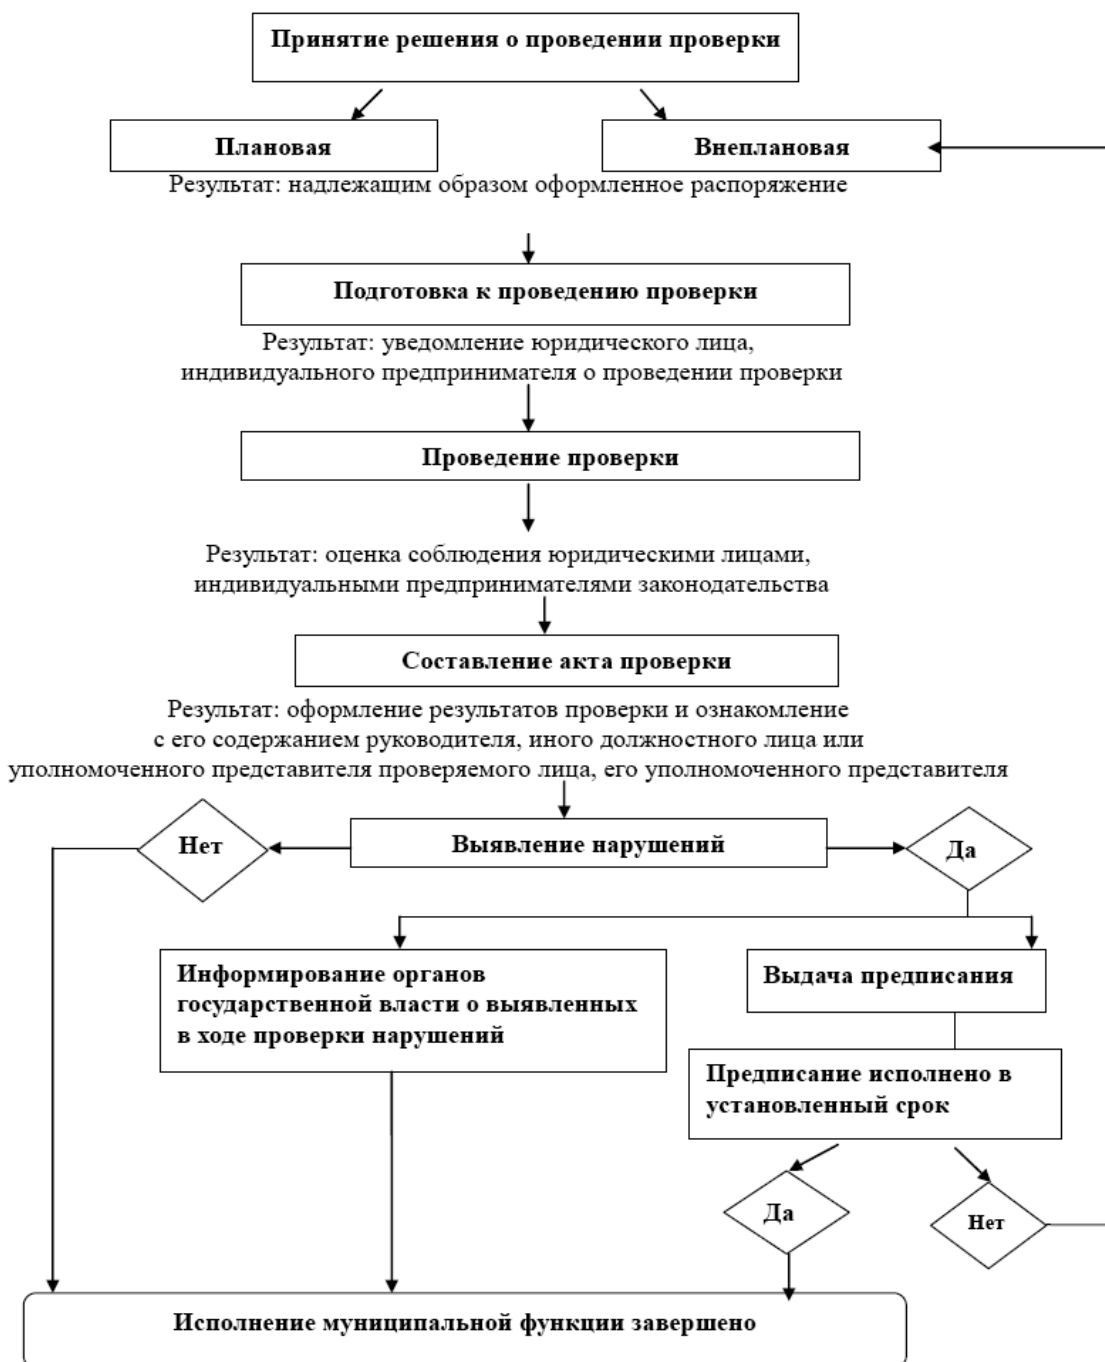 Принятие решения о проведении проверки
Плановая
Внеплановая
Результат: надлежащим образом оформленное распоряжение
Подготовка к проведению проверки
Результат: уведомление юридического лица,
индивидуального предпринимателя о проведении проверки
Проведение проверки
Результат: оценка соблюдения юридическими лицами,
индивидуальными предпринимателями законодательства
Составление акта проверки
Результат: оформление результатов проверки и ознакомление
с его содержанием руководителя, иного должностного лица или
уполномоченного представителя проверяемого лица, его уполномоченного представителя
Нет
Выявление нарушений
Да
Информирование органов
государственной власти о выявленных
в ходе проверки нарушений
Выдача предписания
Предписание исполнено в
установленный срок
Да
Нет
Исполнение муниципальной функции завершено